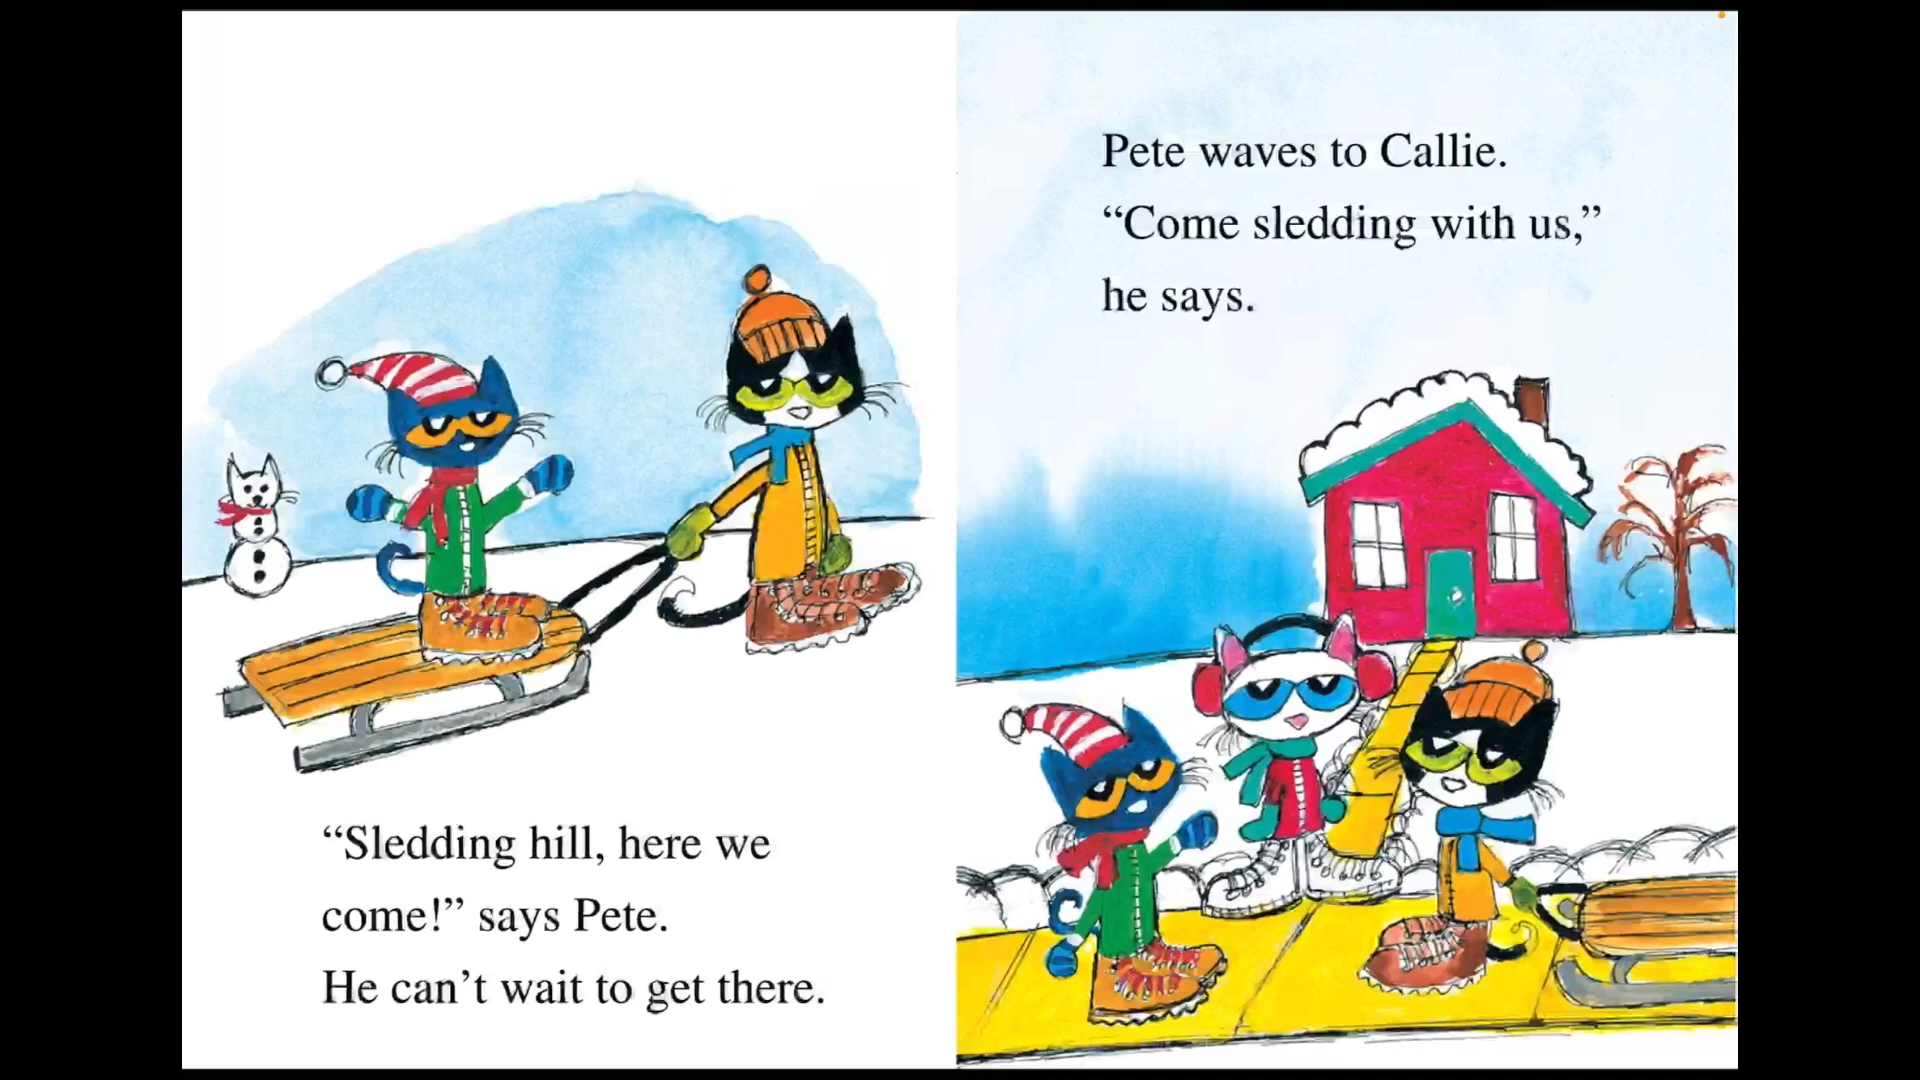 “Sledding hill, here we
come!” says Pete.
He can’t wait to get there.
Pete waves to Callie.
“Come sledding with us,”
he says.